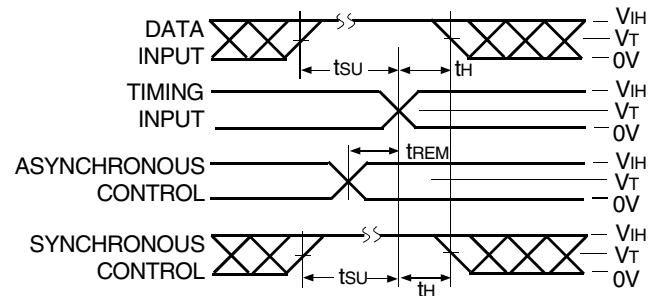 DATA
INPUT
tSU
tH
VIH
VT
0V
TIMING
INPUT
VIH
VT
0V
tREM
ASYNCHRONOUS
CONTROL
VIH
VT
0V
SYNCHRONOUS
CONTROL
tSU
tH
VIH
VT
0V